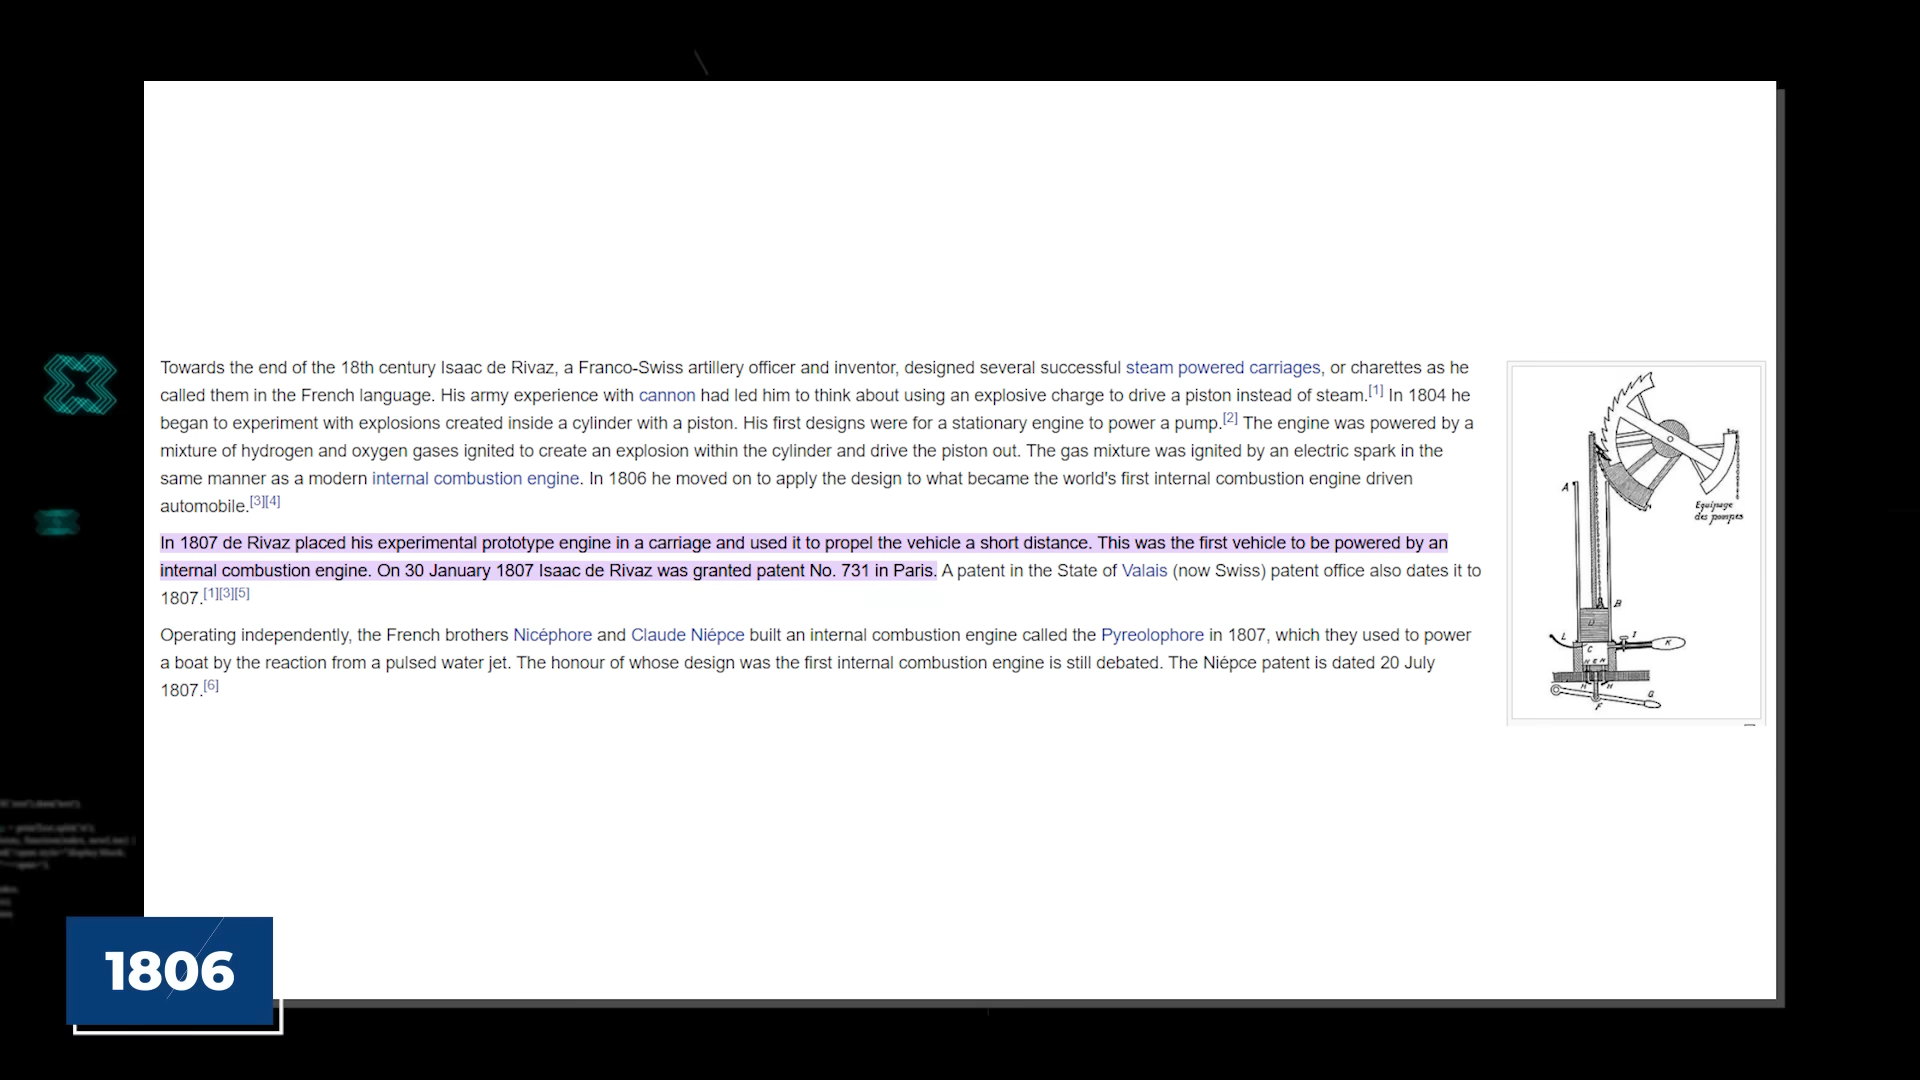 Towards the end of the 18th century Isaac de Rivaz, a Franco-Swiss artillery officer and inventor, designed several successful steam powered carriages, or charettes as he
called them in the French language. His army experience with cannon had led him to think about using an explosive charge to drive a piston instead of steam.[1] In 1804 he
began to experiment with explosions created inside a cylinder with a piston. His first designs were for a stationary engine to power a pump.[2] The engine was powered by a
mixture of hydrogen and oxygen gases ignited to create an explosion within the cylinder and drive the piston out. The gas mixture was ignited by an electric spark in the
same manner as a modern internal combustion engine. In 1806 he moved on to apply the design to what became the world's first internal combustion engine driven
automobile.[3][4]
In 1807 de Rivaz placed his experimental prototype engine in a carriage and used it to propel the vehicle a short distance. This was the first vehicle to be powered by an
internal combustion engine. On 30 January 1807 Isaac de Rivaz was granted patent No. 731 in Paris. A patent in the State of Valais (now Swiss) patent office also dates it to
1807.[1][3][5]
Operating independently, the French brothers Nicéphore and Claude Niépce built an internal combustion engine called the Pyreolophore in 1807, which they used to power
a boat by the reaction from a pulsed water jet. The honour of whose design was the first internal combustion engine is still debated. The Niépce patent is dated 20 July
1807.[6]
A
Equipage
des pompes
B
L
I
K
C
G
F
1806